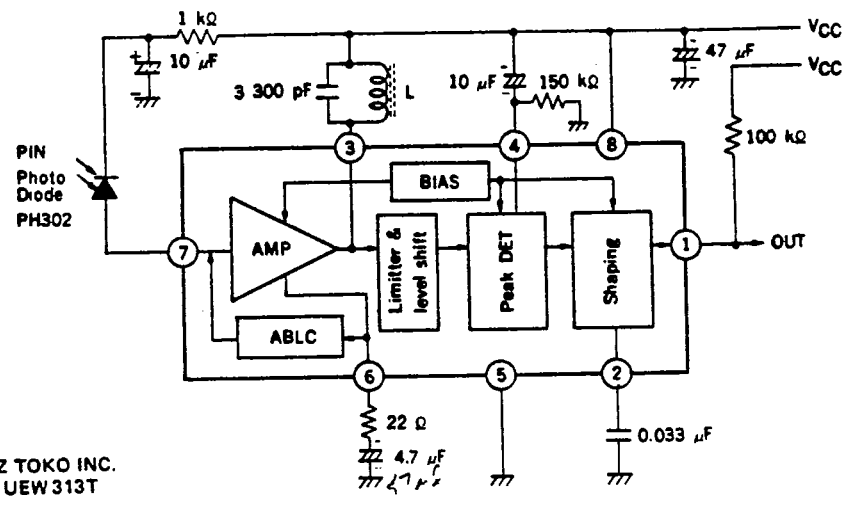 1 kΩ
VCC
+
10 μF
47 μF
VCC
3 300 pF
L
10 μF
150 kΩ
100 kΩ
3
4
8
PIN
Photo
Diode
PH302
BIAS
7
AMP
Limitter &
level shift
Peak DET
Shaping
1
OUT
ABLC
6
5
2
22 Ω
4.7 μF
0.033 μF
Z TOKO INC.
UEW 313T